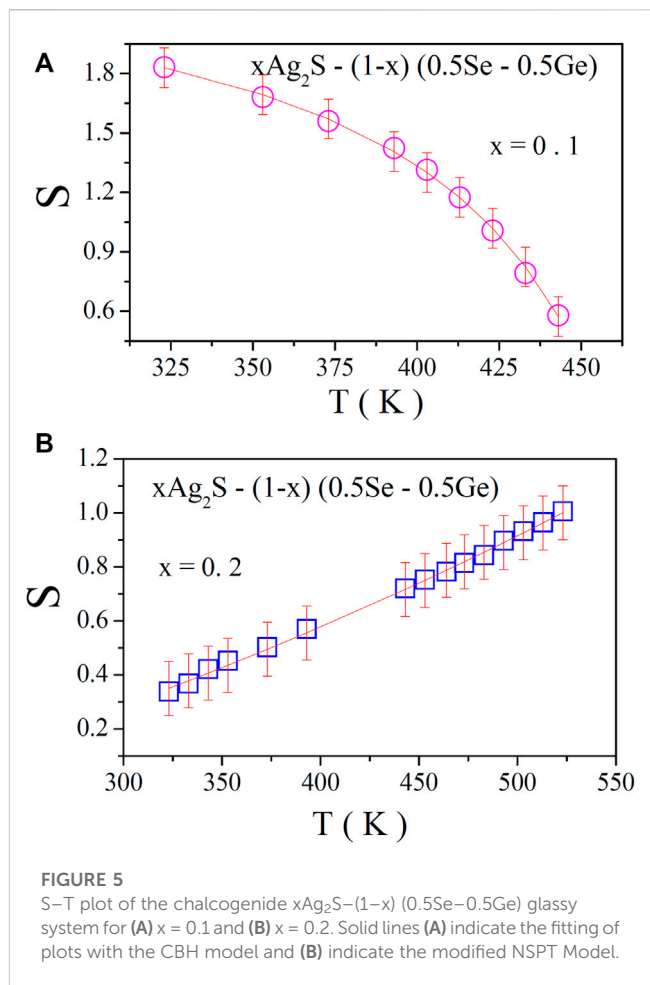 A
xAg₂S - (1-x) (0.5Se - 0.5Ge)
x = 0 . 1
1.8
1.5
1.2
0.9
0.6
S
325 350 375 400 425 450
T ( K )
B
xAg₂S - (1-x) (0.5Se - 0.5Ge)
x = 0. 2
1.2
1.0
0.8
0.6
0.4
0.2
S
300 350 400 450 500 550
T ( K )
FIGURE 5
S–T plot of the chalcogenide xAg₂S–(1–x) (0.5Se–0.5Ge) glassy
system for (A) x = 0.1 and (B) x = 0.2. Solid lines (A) indicate the fitting of
plots with the CBH model and (B) indicate the modified NSPT Model.